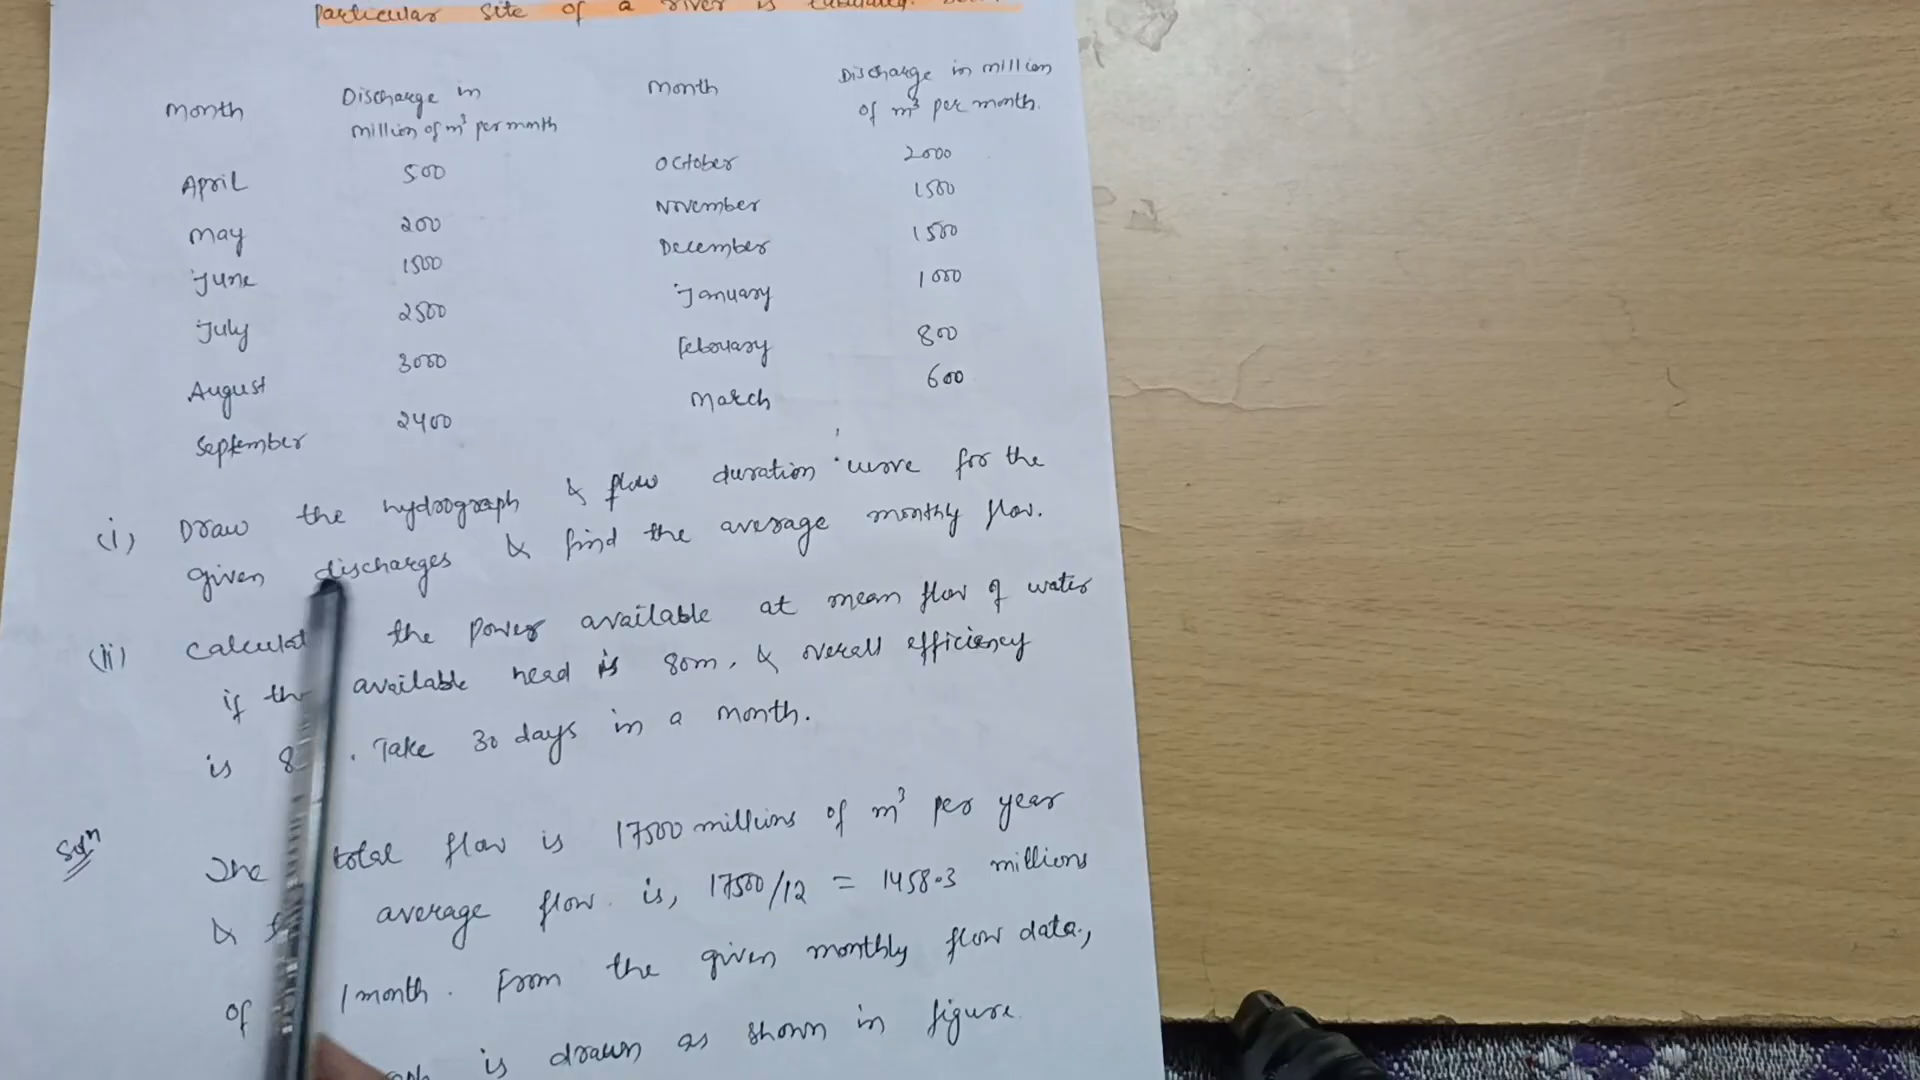 particular site of a river is
Month Discharge in million of m³ per month Month Discharge in million of m³ per month.
April 500 October 2000
May 200 November 1500
June 1500 December 1500
July 2500 January 1000
August 3000 February 800
September 2400 March 600
(i) Draw the hydrograph & flow duration curve for the
given discharges & find the average monthly flow.
(ii) Calculat the power available at mean flow of water
if th available head is 80m, & overall efficiency
is 8 . Take 30 days in a month.
Solⁿ The total flow is 17500 millions of m³ per year
& average flow is, 17500/12 = 1458.3 millions
of /month. From the given monthly flow data,
is drawn as shown in figure.